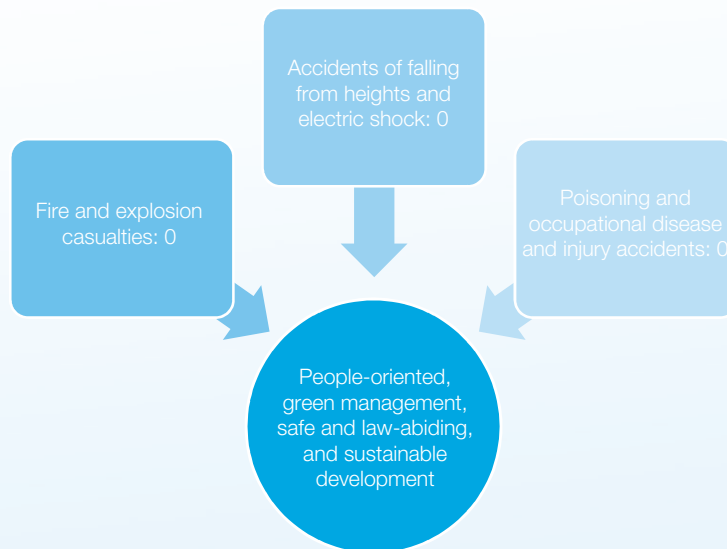 Accidents of falling
from heights and
electric shock: 0
Fire and explosion
casualties: 0
Poisoning and
occupational disease
and injury accidents: 0
People-oriented,
green management,
safe and law-abiding,
and sustainable
development